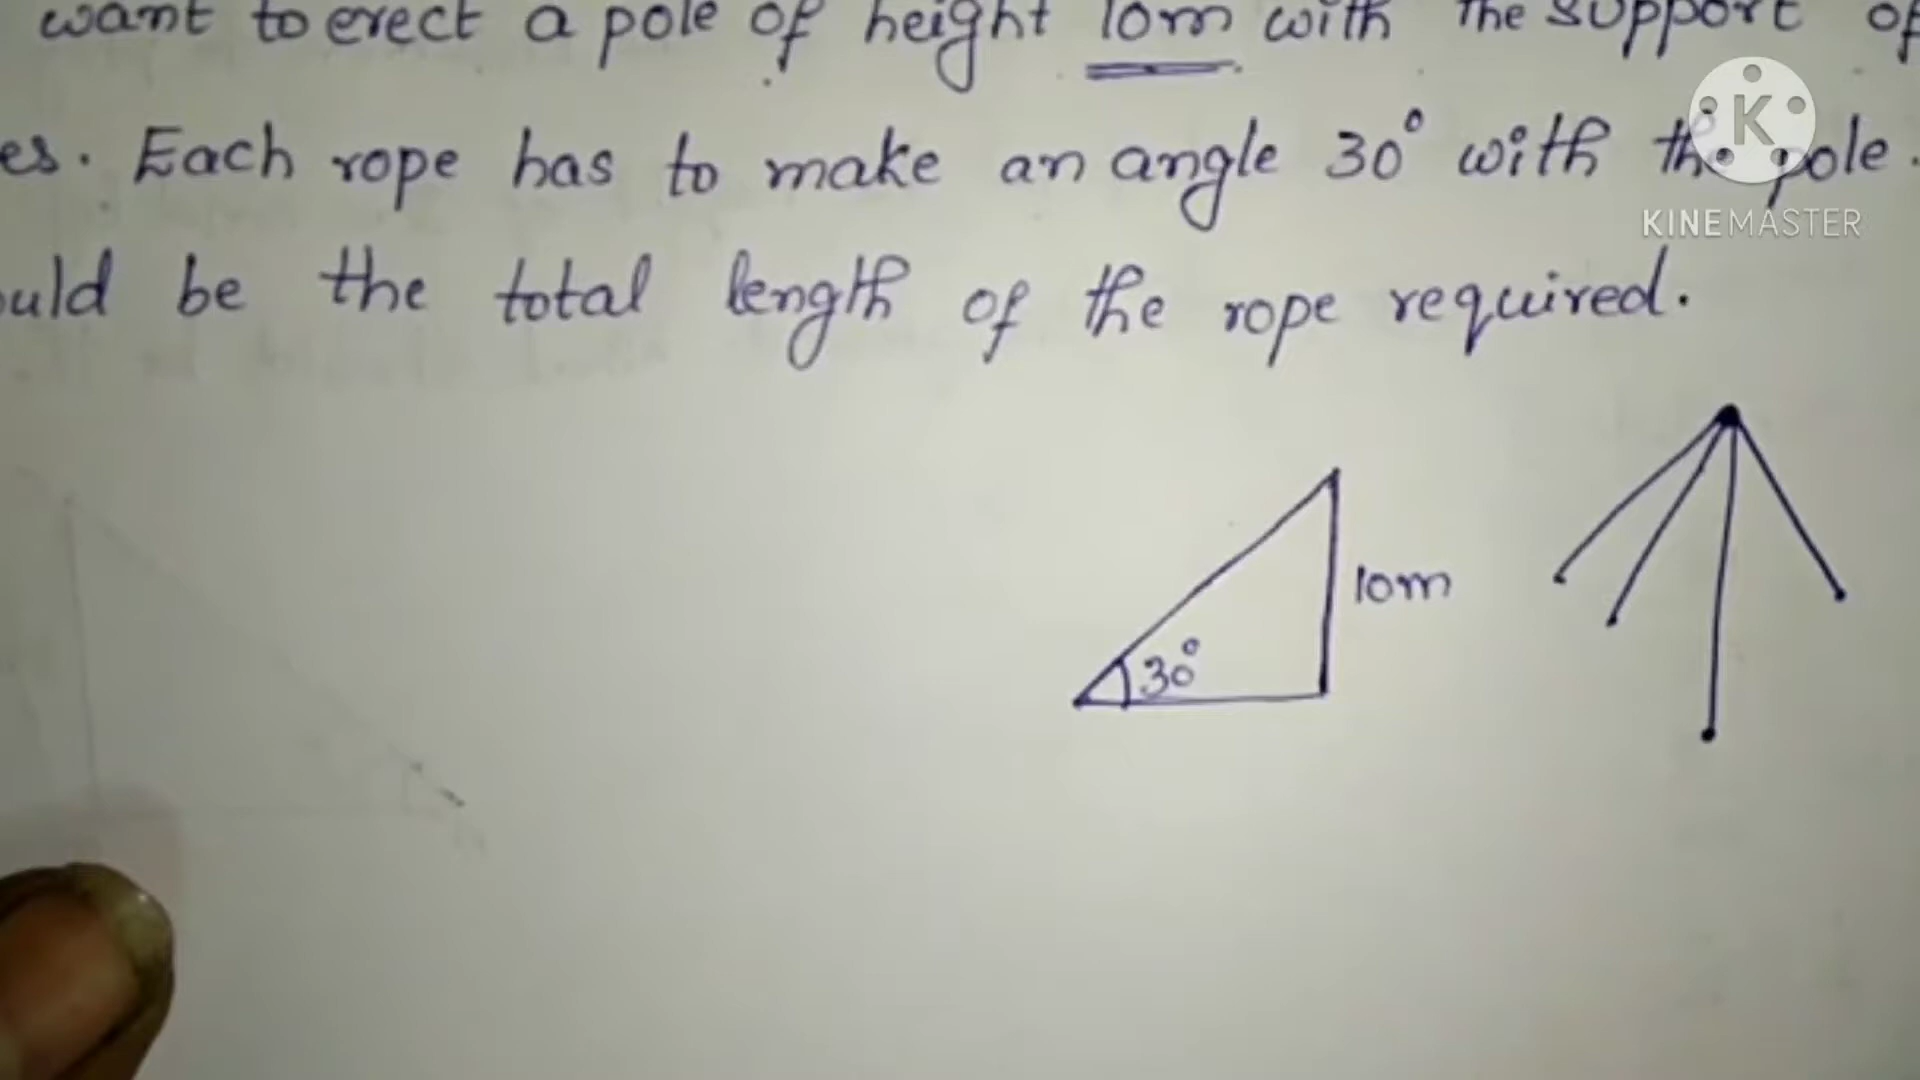 want to erect a pole of height 10m with the support of
es. Each rope has to make an angle 30° with the pole.
ould be the total length of the rope required.
10m
30°
K
KINEMASTER